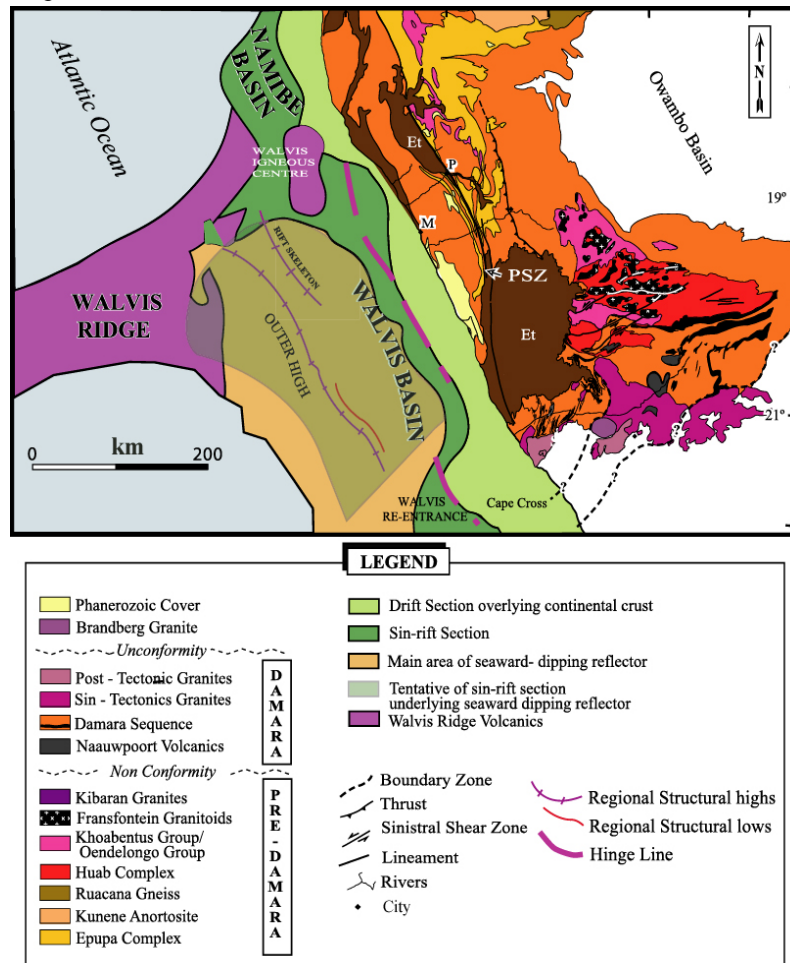 Atlantic Ocean
NAMIBE
BASIN
WALVIS
IGNEOUS
CENTRE
Et
P
M
PSZ
Et
Owambo Basin
N
19°
21°
RIFT SKELETON
OUTER HIGH
WALVIS
RIDGE
WALVIS BASIN
km
0 200
WALVIS
RE-ENTRANCE
Cape Cross
?
?
?
?
LEGEND
Phanerozoic Cover
Brandberg Granite
Unconformity
Post - Tectonic Granites
Sin - Tectonics Granites
Damara Sequence
Naauwpoort Volcanics
DAMARA
Non Conformity
Kibaran Granites
Fransfontein Granitoids
Khoabentus Group/
Oendelongo Group
Huab Complex
Ruacana Gneiss
Kunene Anortosite
Epupa Complex
PRE-DAMARA
Drift Section overlying continental crust
Sin-rift Section
Main area of seaward- dipping reflector
Tentative of sin-rift section
underlying seaward dipping reflector
Walvis Ridge Volcanics
Boundary Zone
Thrust
Sinistral Shear Zone
Lineament
Rivers
City
Regional Structural highs
Regional Structural lows
Hinge Line